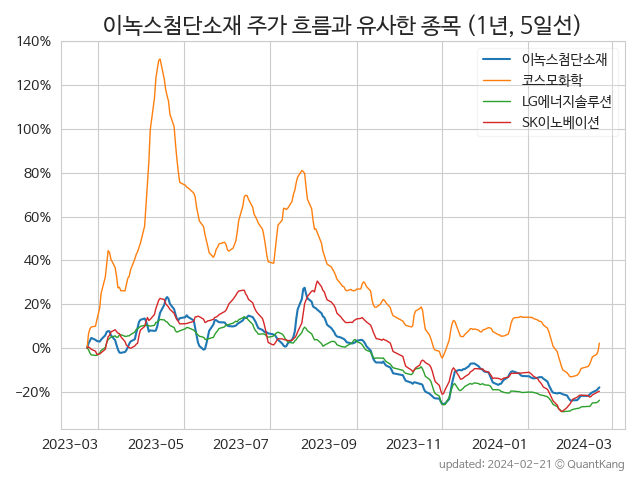 이녹스첨단소재 주가 흐름과 유사한 종목 (1년, 5일선)
140%
120%
100%
80%
60%
40%
20%
0%
−20%
이녹스첨단소재
코스모화학
LG에너지솔루션
SK이노베이션
2023-03 2023-05 2023-07 2023-09 2023-11 2024-01 2024-03
updated: 2024-02-21 © QuantKang